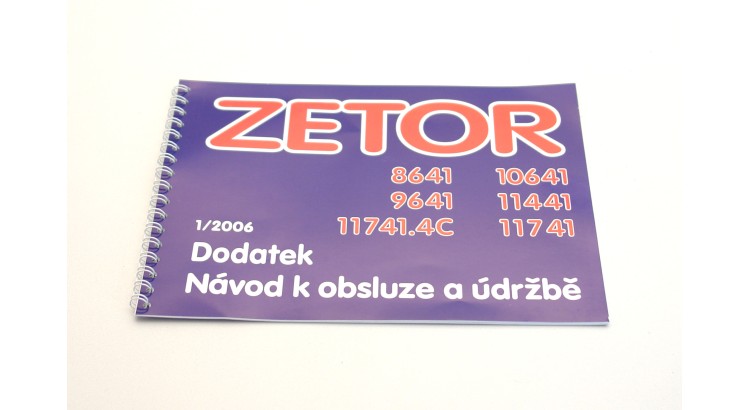 ZETOR
8641 10641
9641 11441
11741.4C 11741
1/2006
Dodatek
Návod k obsluze a údržbě